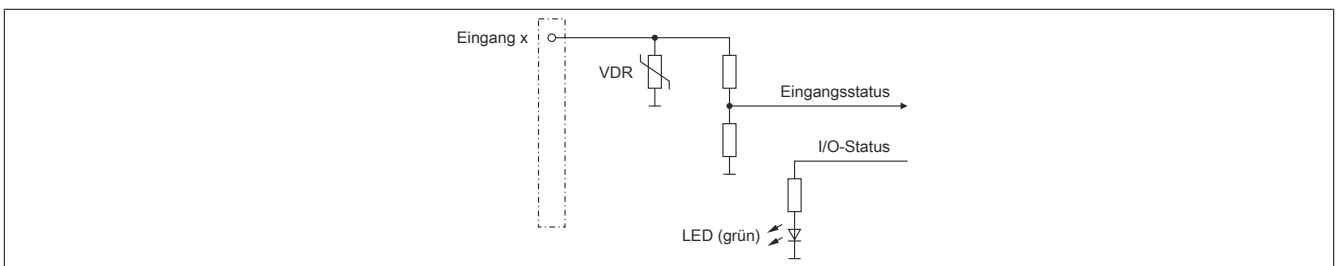 Eingang x
VDR
Eingangsstatus
I/O-Status
LED (grün)